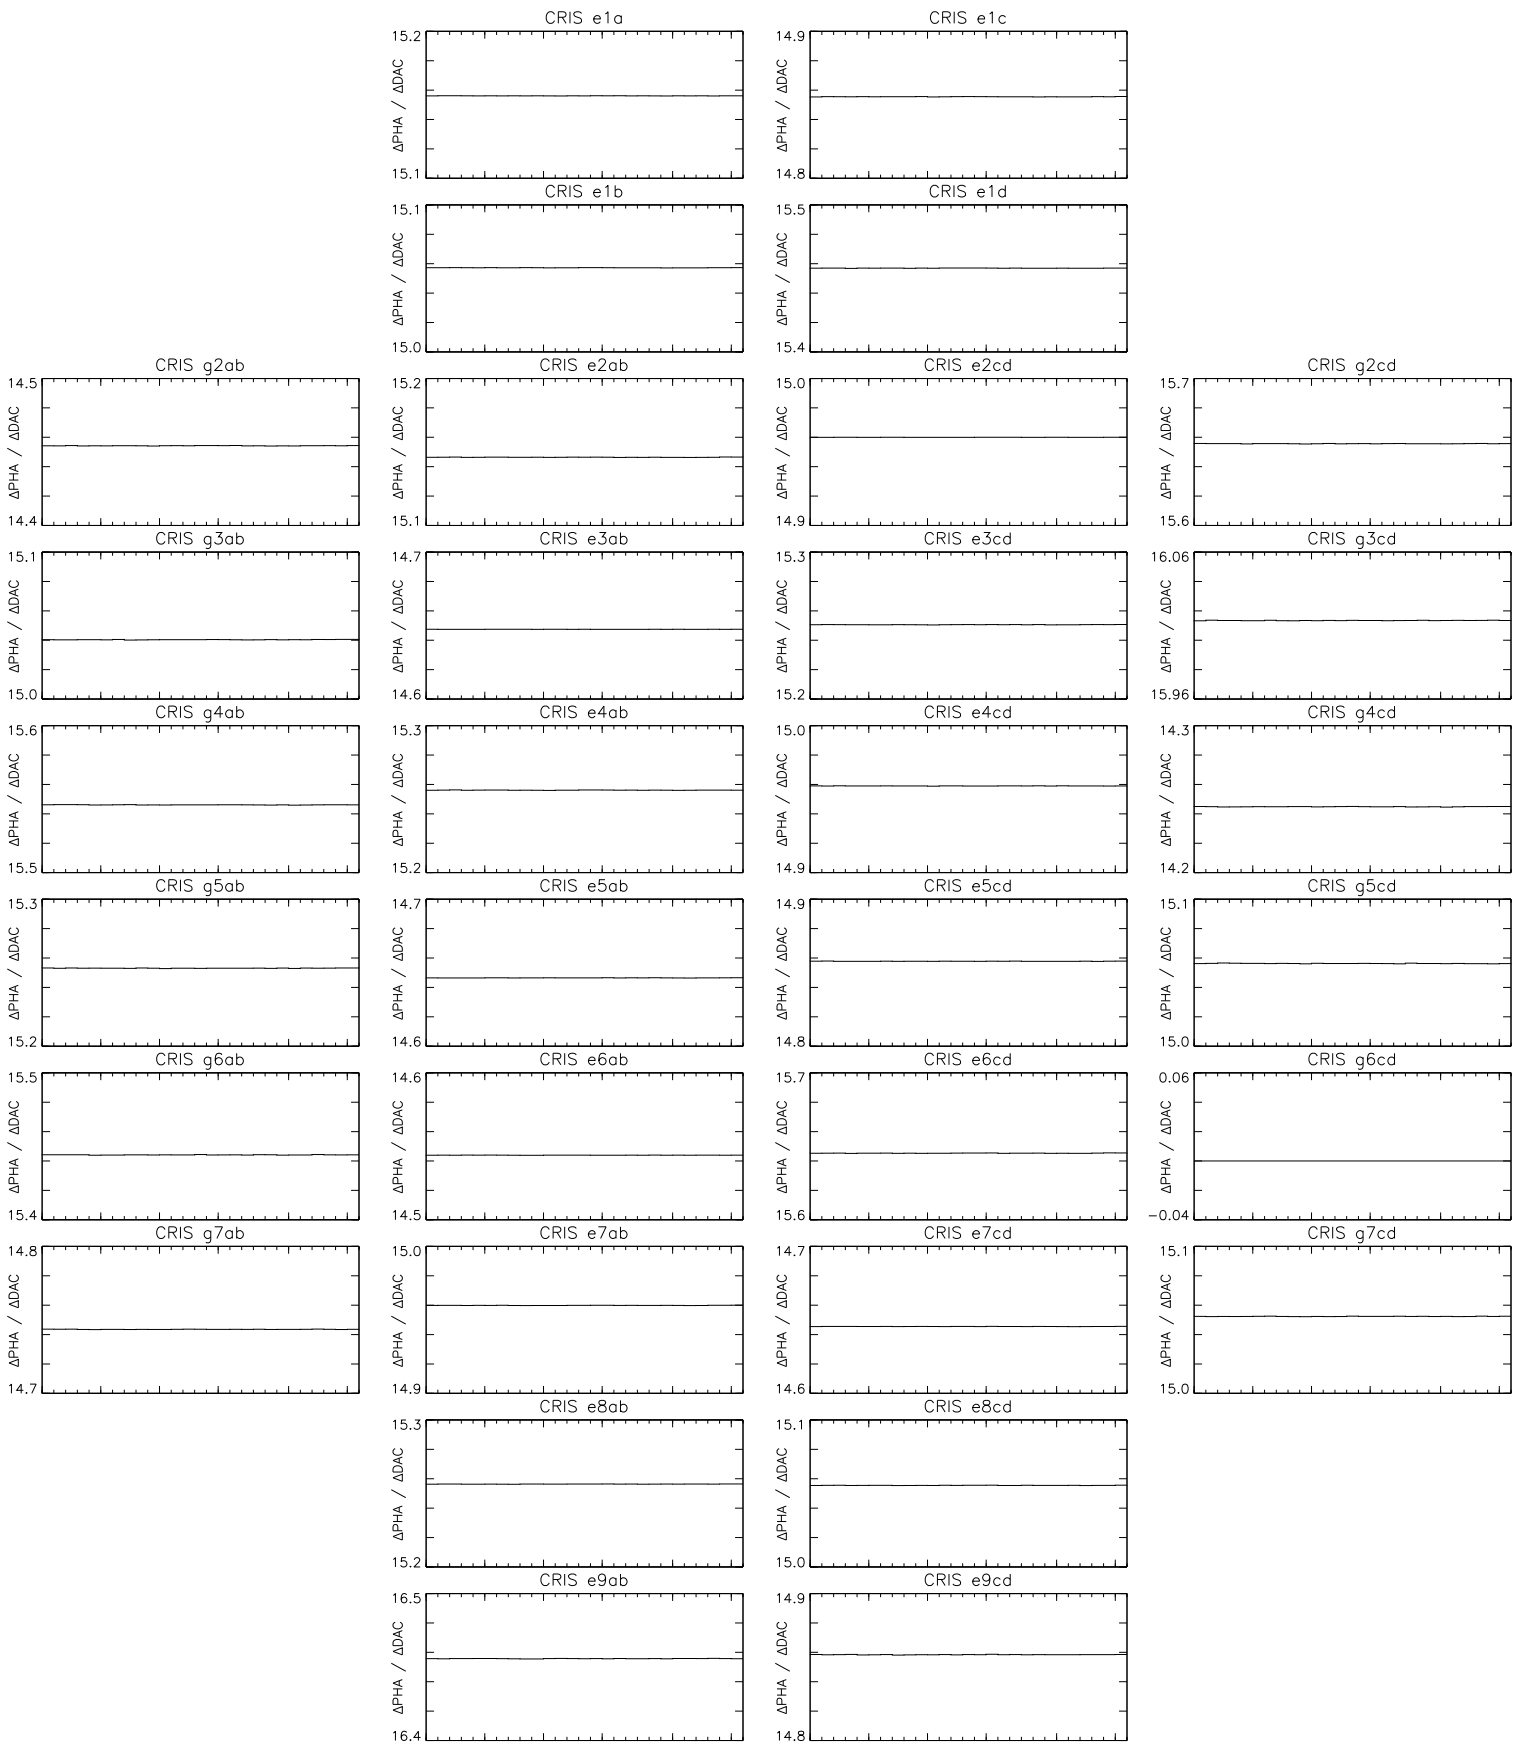 CRIS e1a
15.2
ΔPHA / ΔDAC
15.1
CRIS e1c
14.9
ΔPHA / ΔDAC
14.8
CRIS e1b
15.1
ΔPHA / ΔDAC
15.0
CRIS e1d
15.5
ΔPHA / ΔDAC
15.4
CRIS g2ab
14.5
ΔPHA / ΔDAC
14.4
CRIS e2ab
15.2
ΔPHA / ΔDAC
15.1
CRIS e2cd
15.0
ΔPHA / ΔDAC
14.9
CRIS g2cd
15.7
ΔPHA / ΔDAC
15.6
CRIS g3ab
15.1
ΔPHA / ΔDAC
15.0
CRIS e3ab
14.7
ΔPHA / ΔDAC
14.6
CRIS e3cd
15.3
ΔPHA / ΔDAC
15.2
CRIS g3cd
16.06
ΔPHA / ΔDAC
15.96
CRIS g4ab
15.6
ΔPHA / ΔDAC
15.5
CRIS e4ab
15.3
ΔPHA / ΔDAC
15.2
CRIS e4cd
15.0
ΔPHA / ΔDAC
14.9
CRIS g4cd
14.3
ΔPHA / ΔDAC
14.2
CRIS g5ab
15.3
ΔPHA / ΔDAC
15.2
CRIS e5ab
14.7
ΔPHA / ΔDAC
14.6
CRIS e5cd
14.9
ΔPHA / ΔDAC
14.8
CRIS g5cd
15.1
ΔPHA / ΔDAC
15.0
CRIS g6ab
15.5
ΔPHA / ΔDAC
15.4
CRIS e6ab
14.6
ΔPHA / ΔDAC
14.5
CRIS e6cd
15.7
ΔPHA / ΔDAC
15.6
CRIS g6cd
0.06
ΔPHA / ΔDAC
−0.04
CRIS g7ab
14.8
ΔPHA / ΔDAC
14.7
CRIS e7ab
15.0
ΔPHA / ΔDAC
14.9
CRIS e7cd
14.7
ΔPHA / ΔDAC
14.6
CRIS g7cd
15.1
ΔPHA / ΔDAC
15.0
CRIS e8ab
15.3
ΔPHA / ΔDAC
15.2
CRIS e8cd
15.1
ΔPHA / ΔDAC
15.0
CRIS e9ab
16.5
ΔPHA / ΔDAC
16.4
CRIS e9cd
14.9
ΔPHA / ΔDAC
14.8